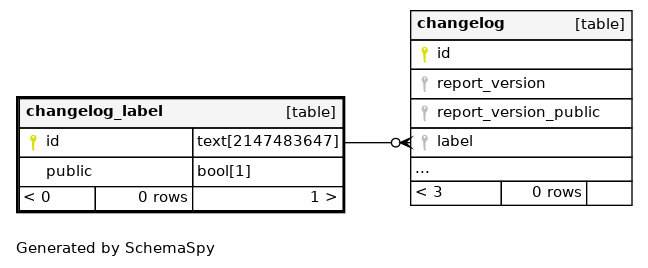 changelog [table]
id
report_version
report_version_public
label
...
< 3 0 rows
changelog_label [table]
id text[2147483647]
public bool[1]
< 0 0 rows 1 >
Generated by SchemaSpy